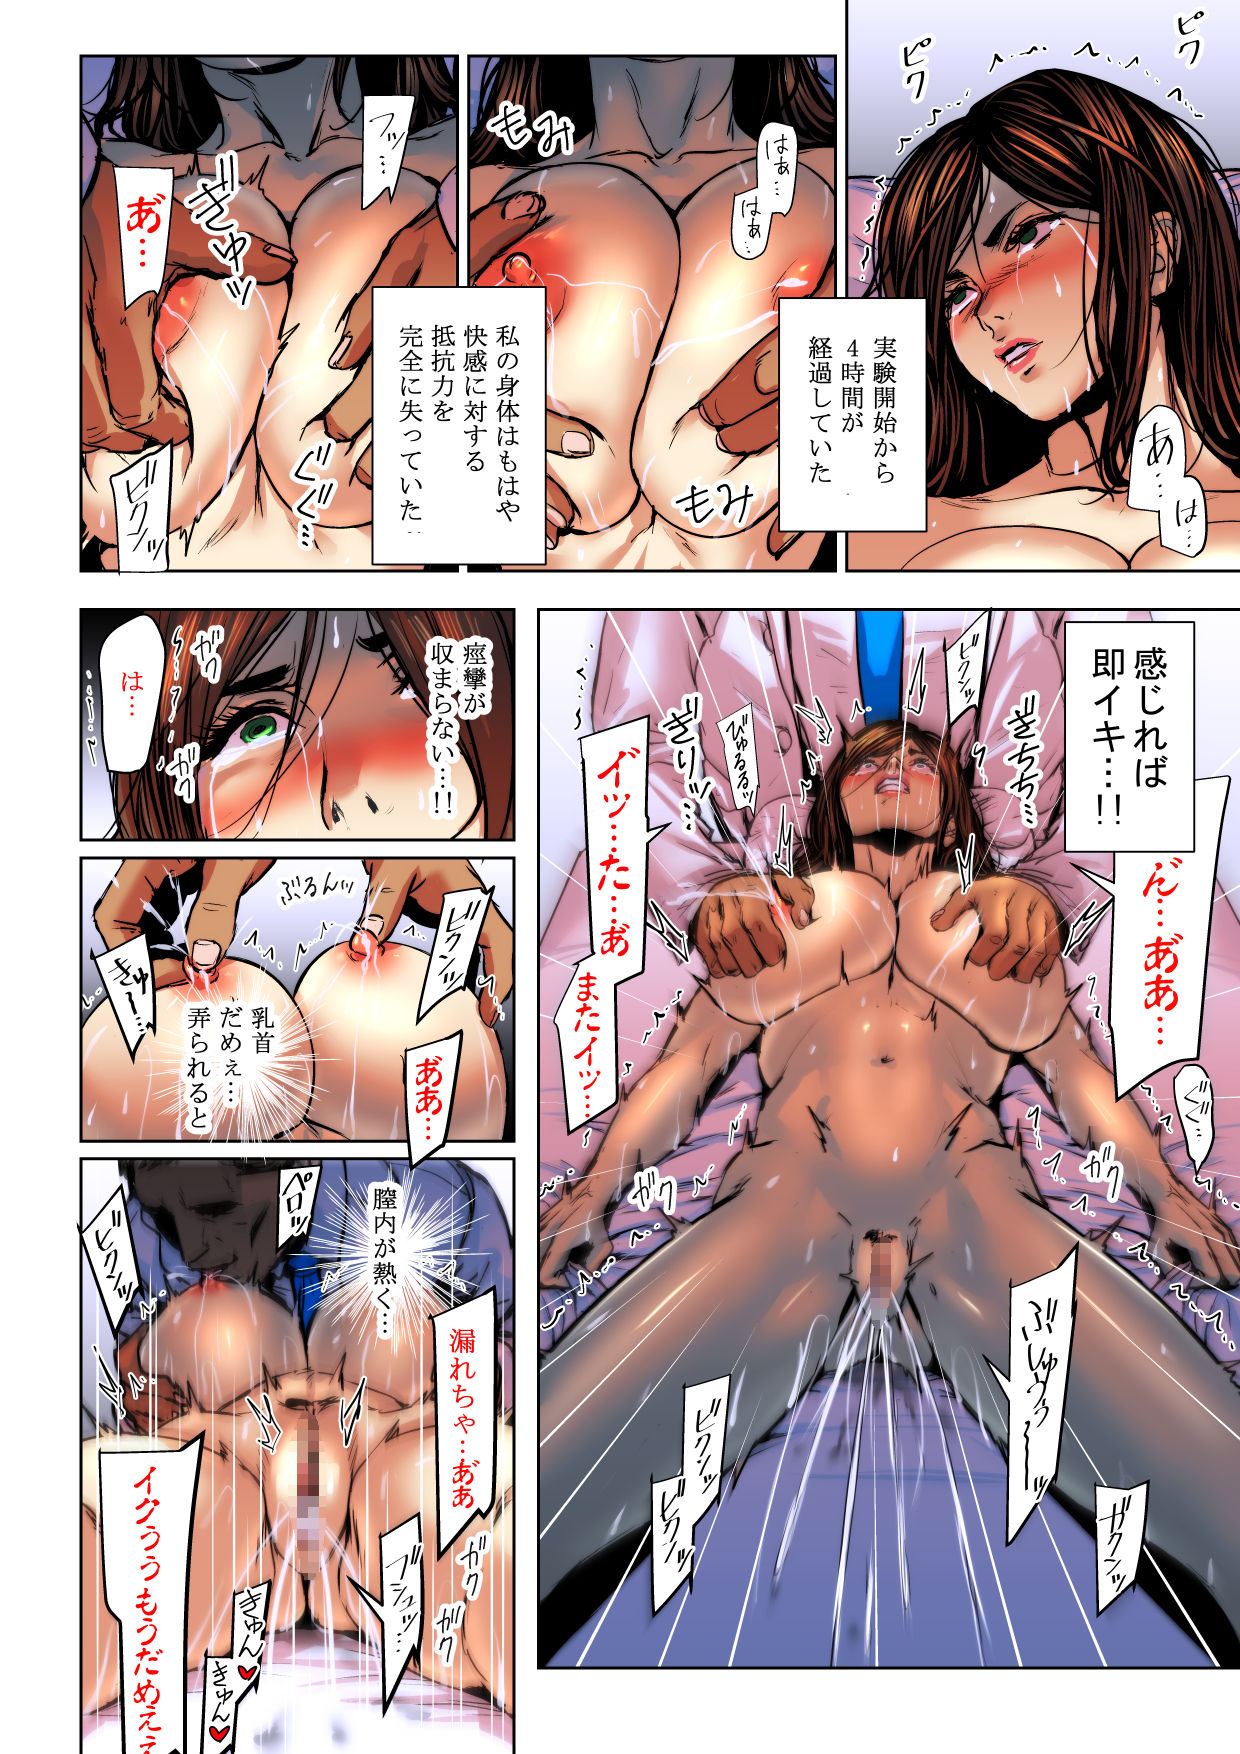 ピク
ピク
ピク
あ…
は…
実験開始から
4時間が
経過していた
はぁ…
はぁ…
もみ
もみ
私の身体はもはや
快感に対する
抵抗力を
完全に失っていた…
フッ…
ぎゅッ
あ゛…
ぐぐ…
ビクンッ
感じれば
即イキ…!!
ん゛…あ゛あ…
ぐぐ…
ビクンッ
ぎちち…
ぎりッ
びゅるるッ
イ゛ッ…た…あ゛
またイッ…
ガク
ガク
ぶしゅうぅ～～ッ
ビクンッ
ビクンッ
ガクンッ
痙攣が
収まらない…!!
ガク
ガク
は…
ぶるんッ
ビクンッ
きゅー…
乳首
だめぇ…
弄られると
あ゛あ…
ペロッ
ビクンッ
膣内が熱く…
漏れちゃ…あ゛あ
ガク
ガク
ブシュッ…
きゅん♥
きゅん♥
イグぅぅもうだめぇぇ